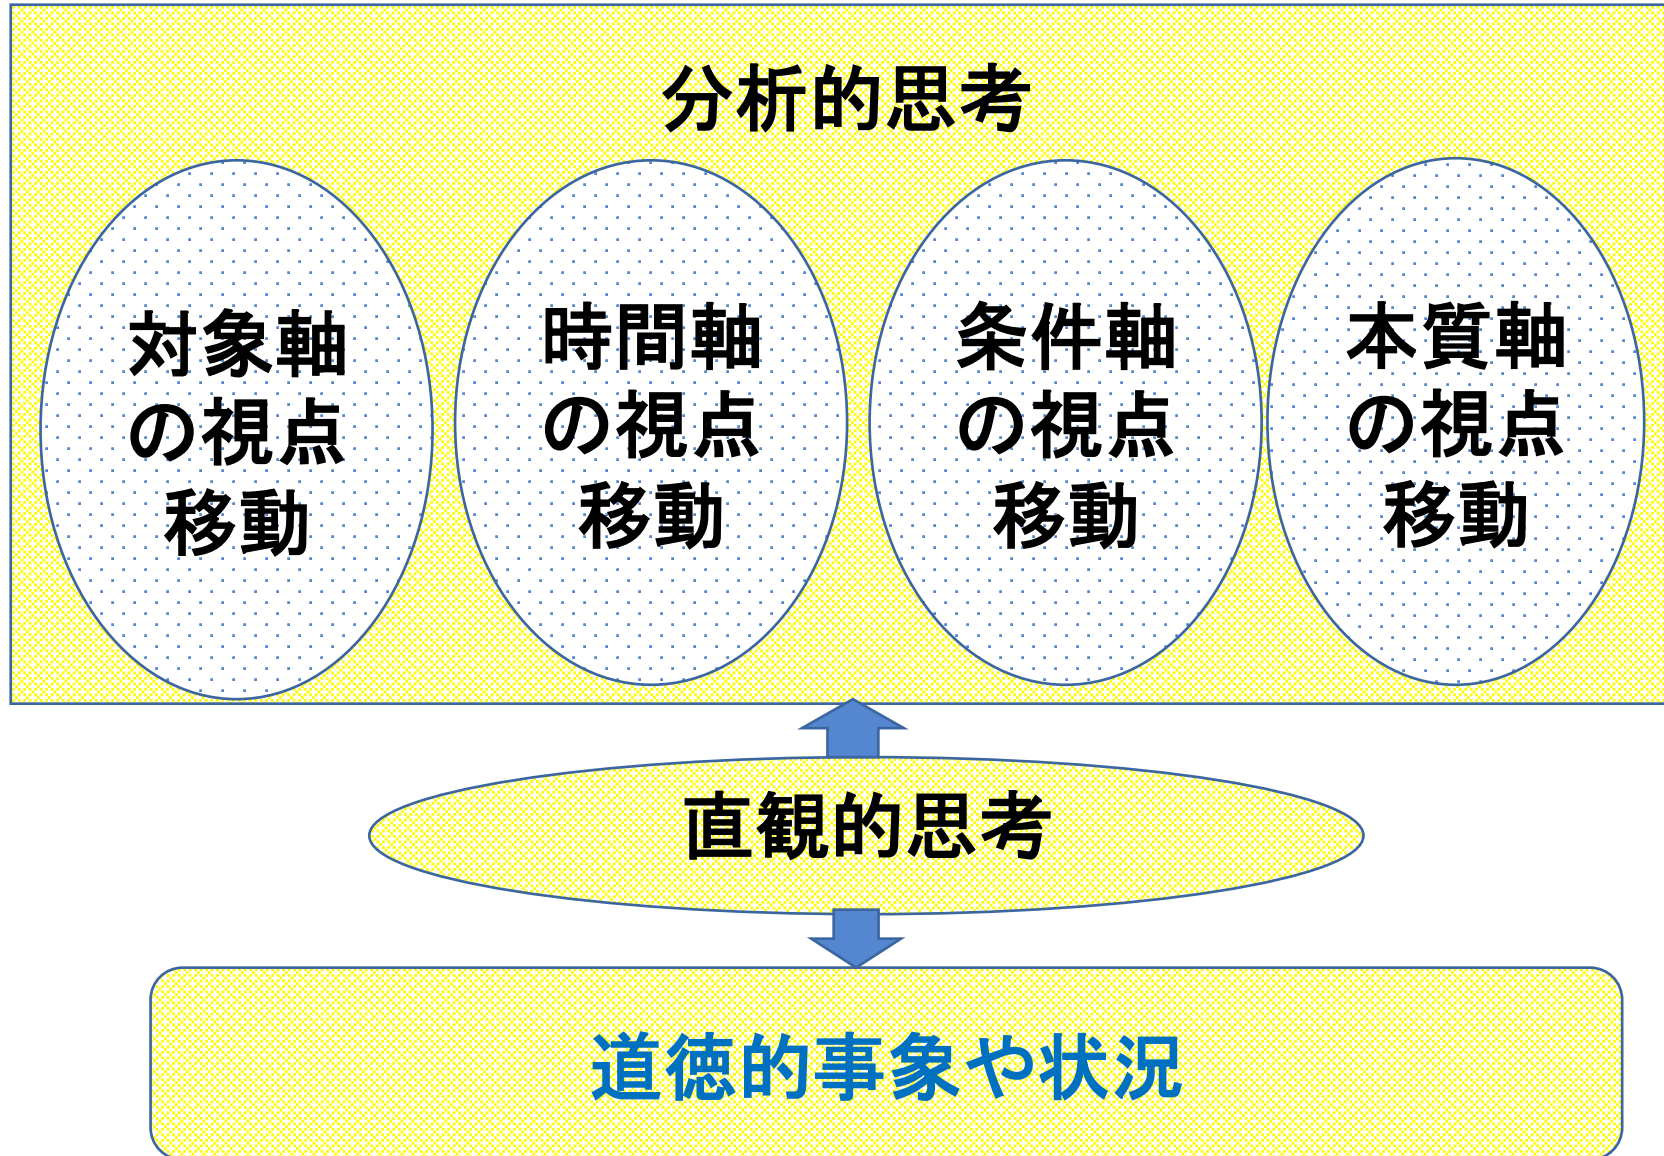 分析的思考
対象軸
の視点
移動
時間軸
の視点
移動
条件軸
の視点
移動
本質軸
の視点
移動
直観的思考
道徳的事象や状況